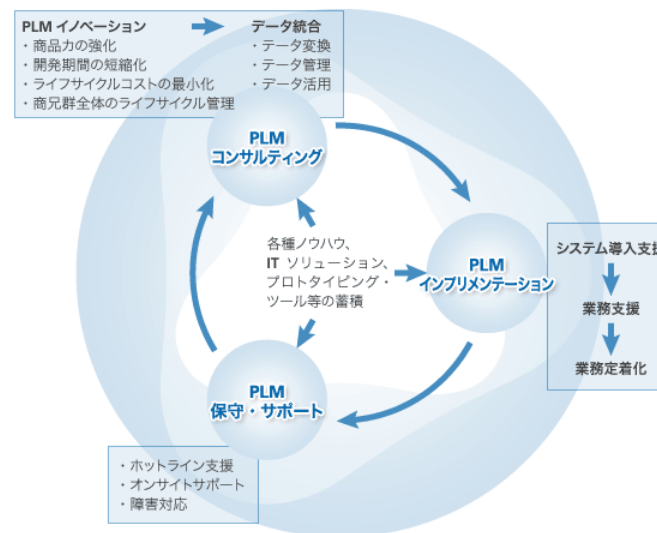 PLM イノベーション
・商品力の強化
・開発期間の短縮化
・ライフサイクルコストの最小化
・商兄群全体のライフサイクル管理
データ統合
・データ変換
・データ管理
・データ活用
PLM
コンサルティング
各種ノウハウ、
IT ソリューション、
プロトタイピング・
ツール等の蓄積
PLM
インプリメンテーション
システム導入支援
業務支援
業務定着化
PLM
保守・サポート
・ホットライン支援
・オンサイトサポート
・障害対応